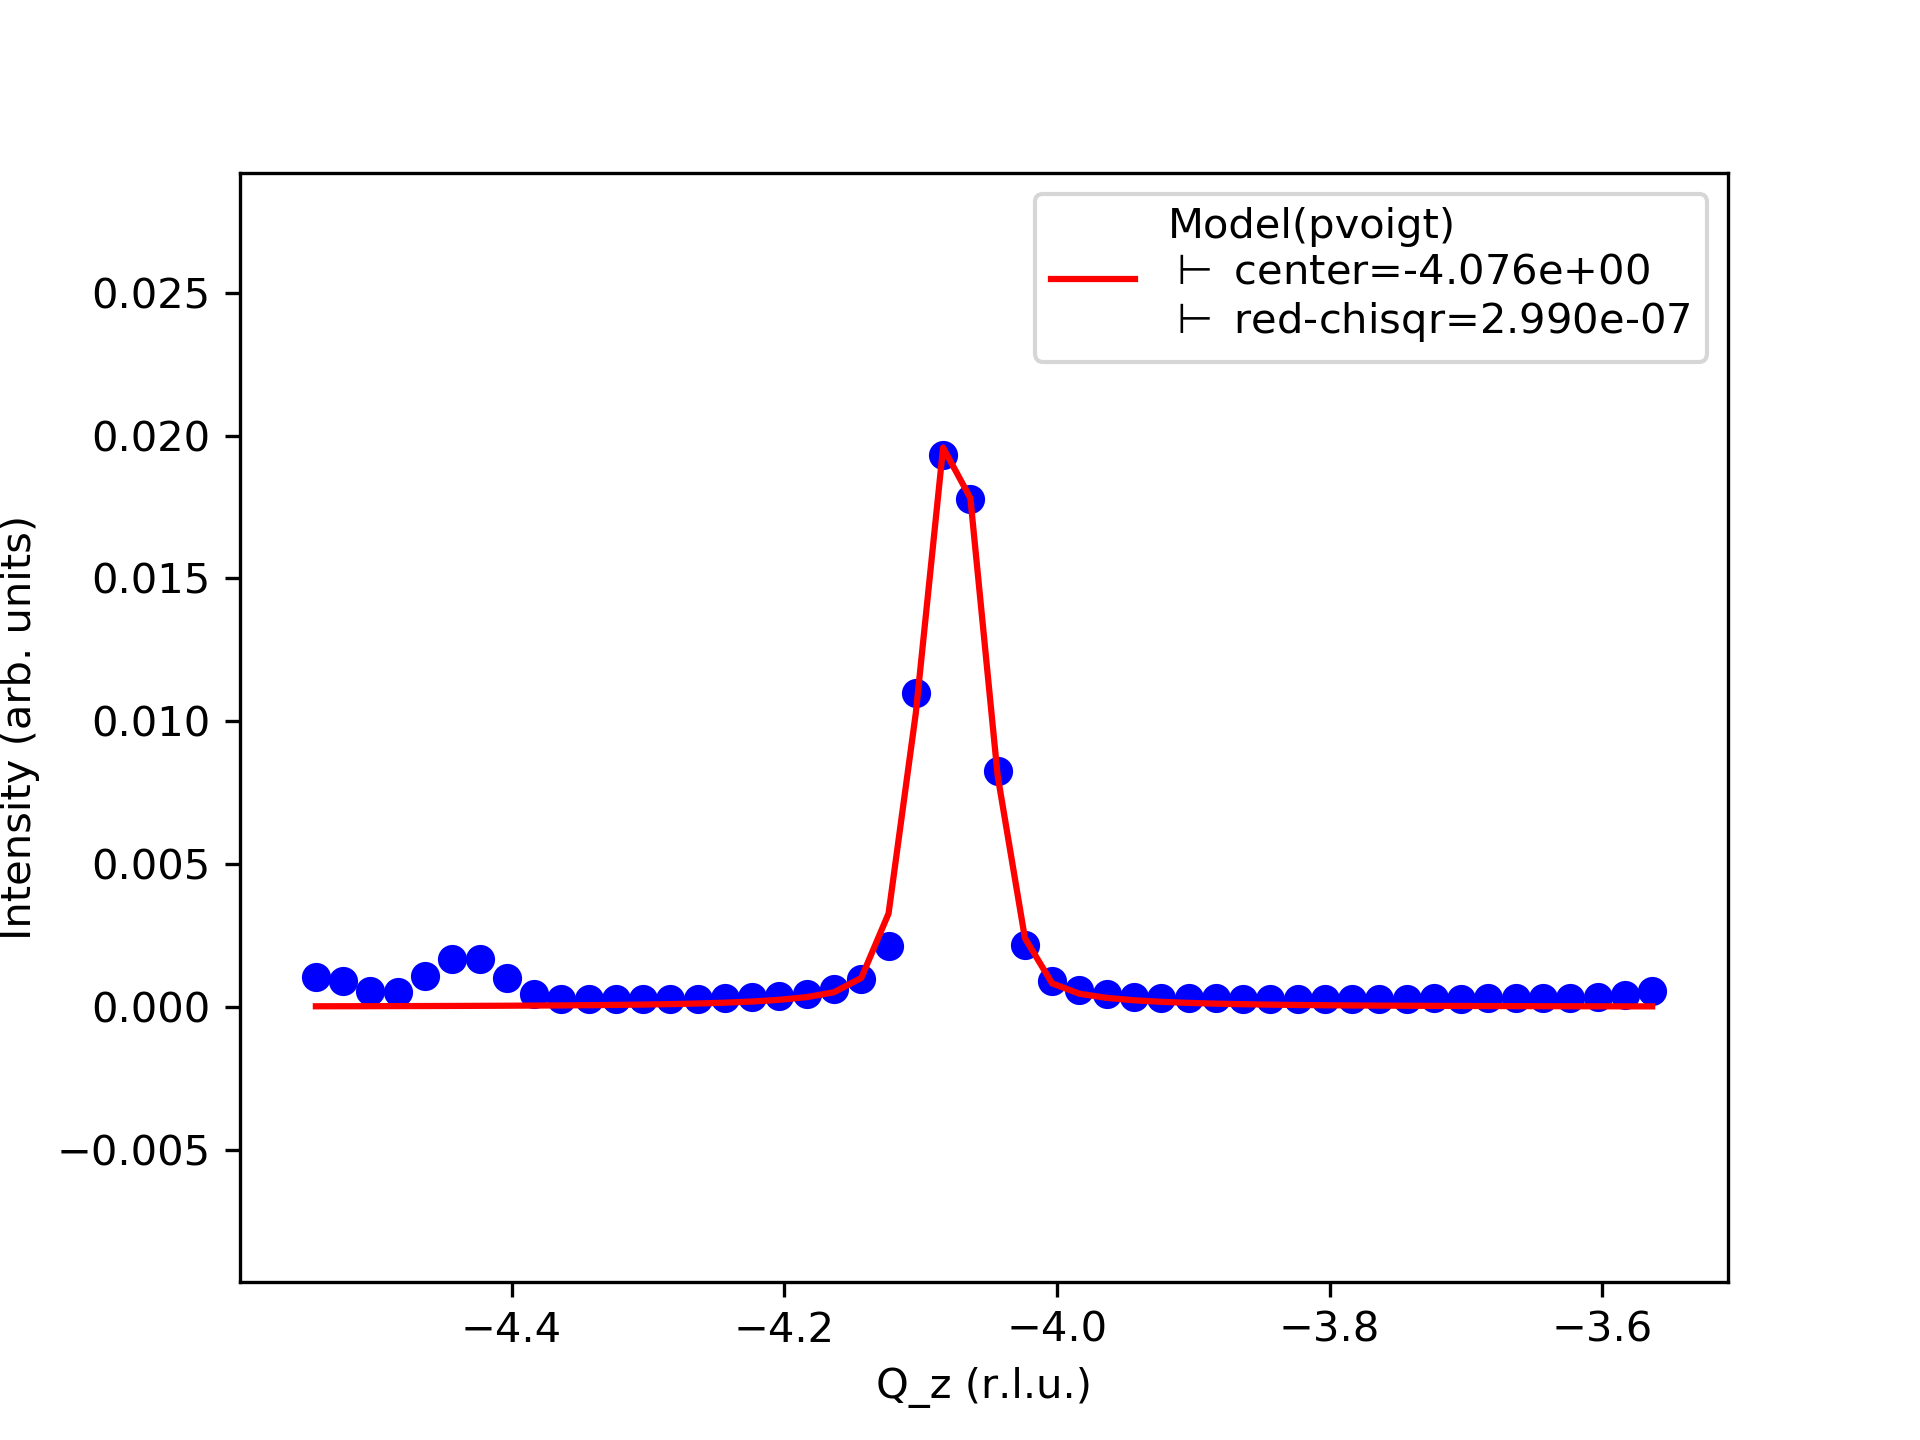 Model(pvoigt)
⊢ center=-4.076e+00
⊢ red-chisqr=2.990e-07
0.025
0.020
0.015
0.010
0.005
0.000
−0.005
Intensity (arb. units)
−4.4 −4.2 −4.0 −3.8 −3.6
Q_z (r.l.u.)